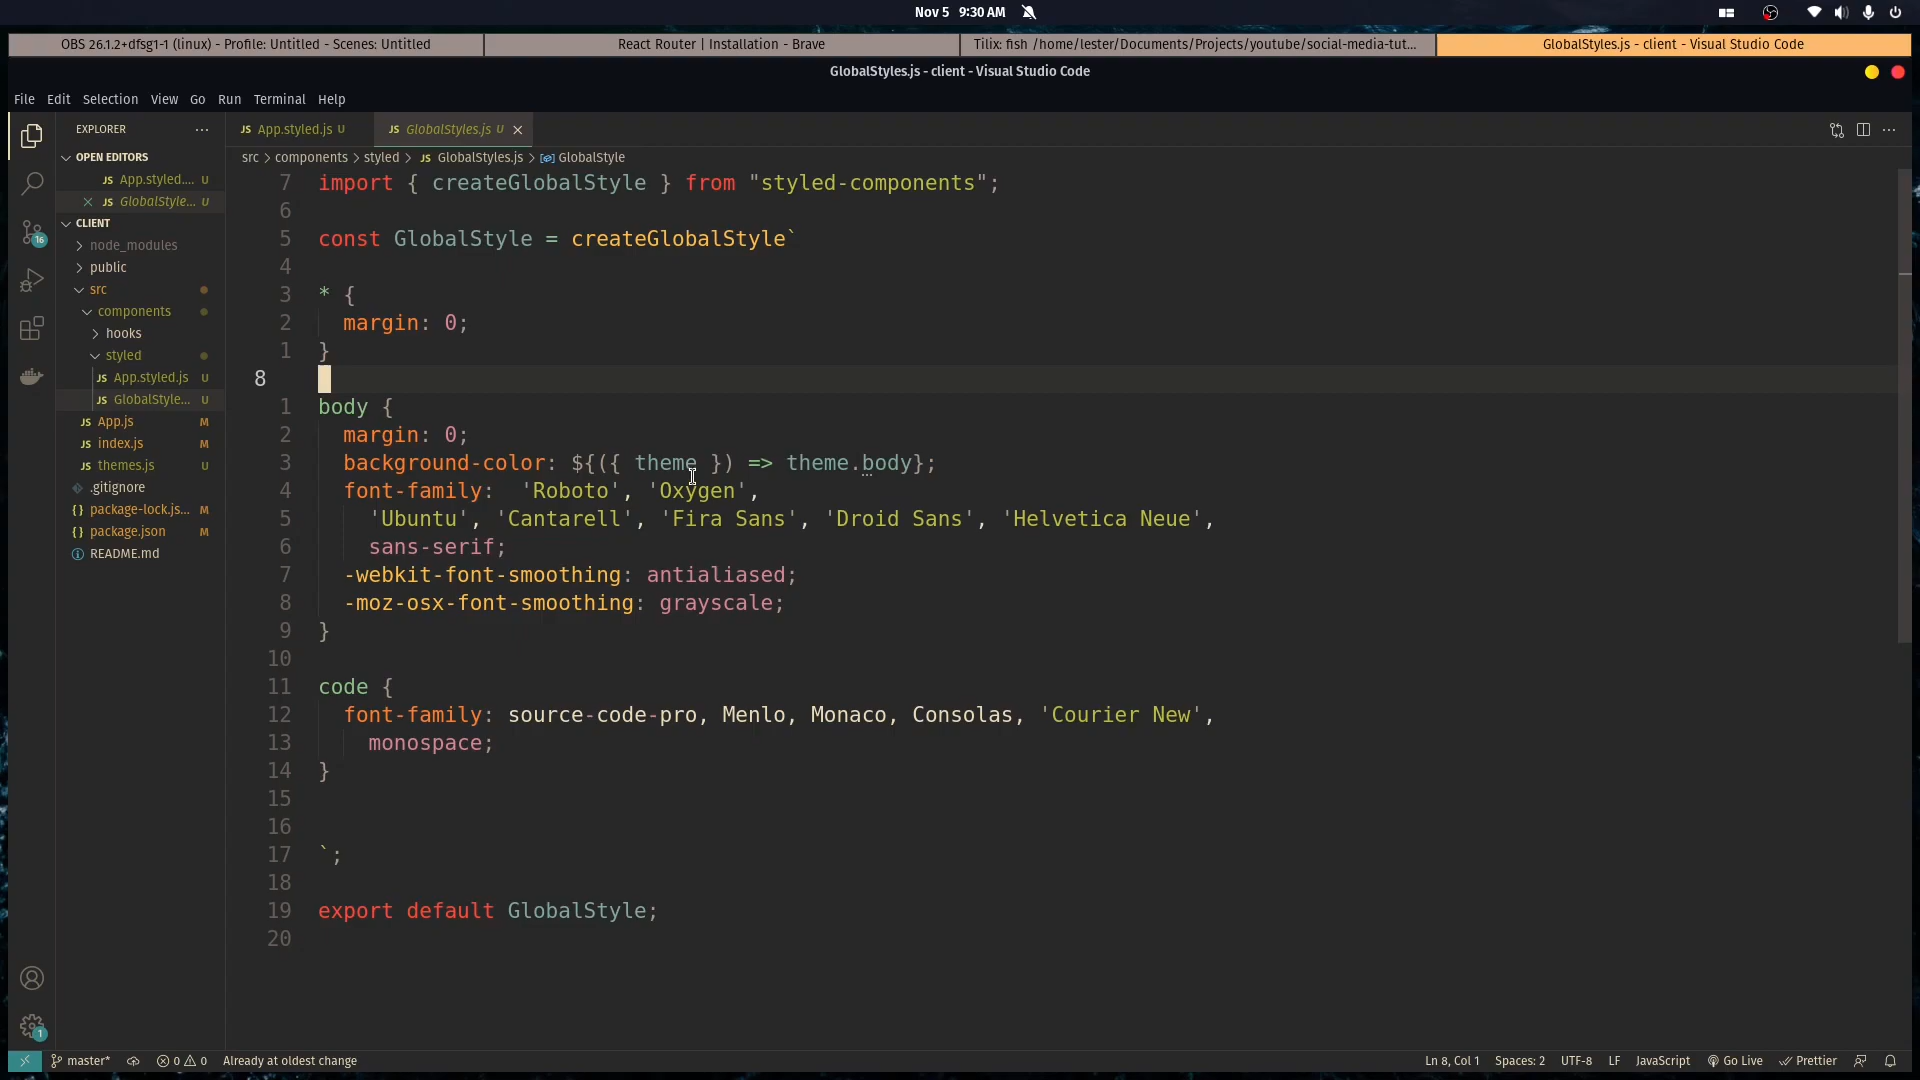 Nov 5 9:30 AM
OBS 26.1.2+dfsg1-1 (linux) - Profile: Untitled - Scenes: Untitled
React Router | Installation - Brave
Tilix: fish /home/lester/Documents/Projects/youtube/social-media-tut...
GlobalStyles.js - client - Visual Studio Code
GlobalStyles.js - client - Visual Studio Code
File Edit Selection View Go Run Terminal Help
EXPLORER
OPEN EDITORS
JS App.styled.... U
JS GlobalStyle... U
CLIENT
node_modules
public
src
components
hooks
styled
JS App.styled.js U
JS GlobalStyle... U
JS App.js M
JS index.js M
JS themes.js U
.gitignore
{} package-lock.js... M
{} package.json M
README.md
16
1
JS App.styled.js U
JS GlobalStyles.js U
src > components > styled > JS GlobalStyles.js > GlobalStyle
7 import { createGlobalStyle } from "styled-components";
6
5 const GlobalStyle = createGlobalStyle`
4
3 * {
2 margin: 0;
1 }
8
1 body {
2 margin: 0;
3 background-color: ${({ theme }) => theme.body};
4 font-family:  'Roboto', 'Oxygen',
5 'Ubuntu', 'Cantarell', 'Fira Sans', 'Droid Sans', 'Helvetica Neue',
6 sans-serif;
7 -webkit-font-smoothing: antialiased;
8 -moz-osx-font-smoothing: grayscale;
9 }
10
11 code {
12 font-family: source-code-pro, Menlo, Monaco, Consolas, 'Courier New',
13 monospace;
14 }
15
16
17 `;
18
19 export default GlobalStyle;
20
master* 0 0 Already at oldest change
Ln 8, Col 1 Spaces: 2 UTF-8 LF JavaScript Go Live Prettier